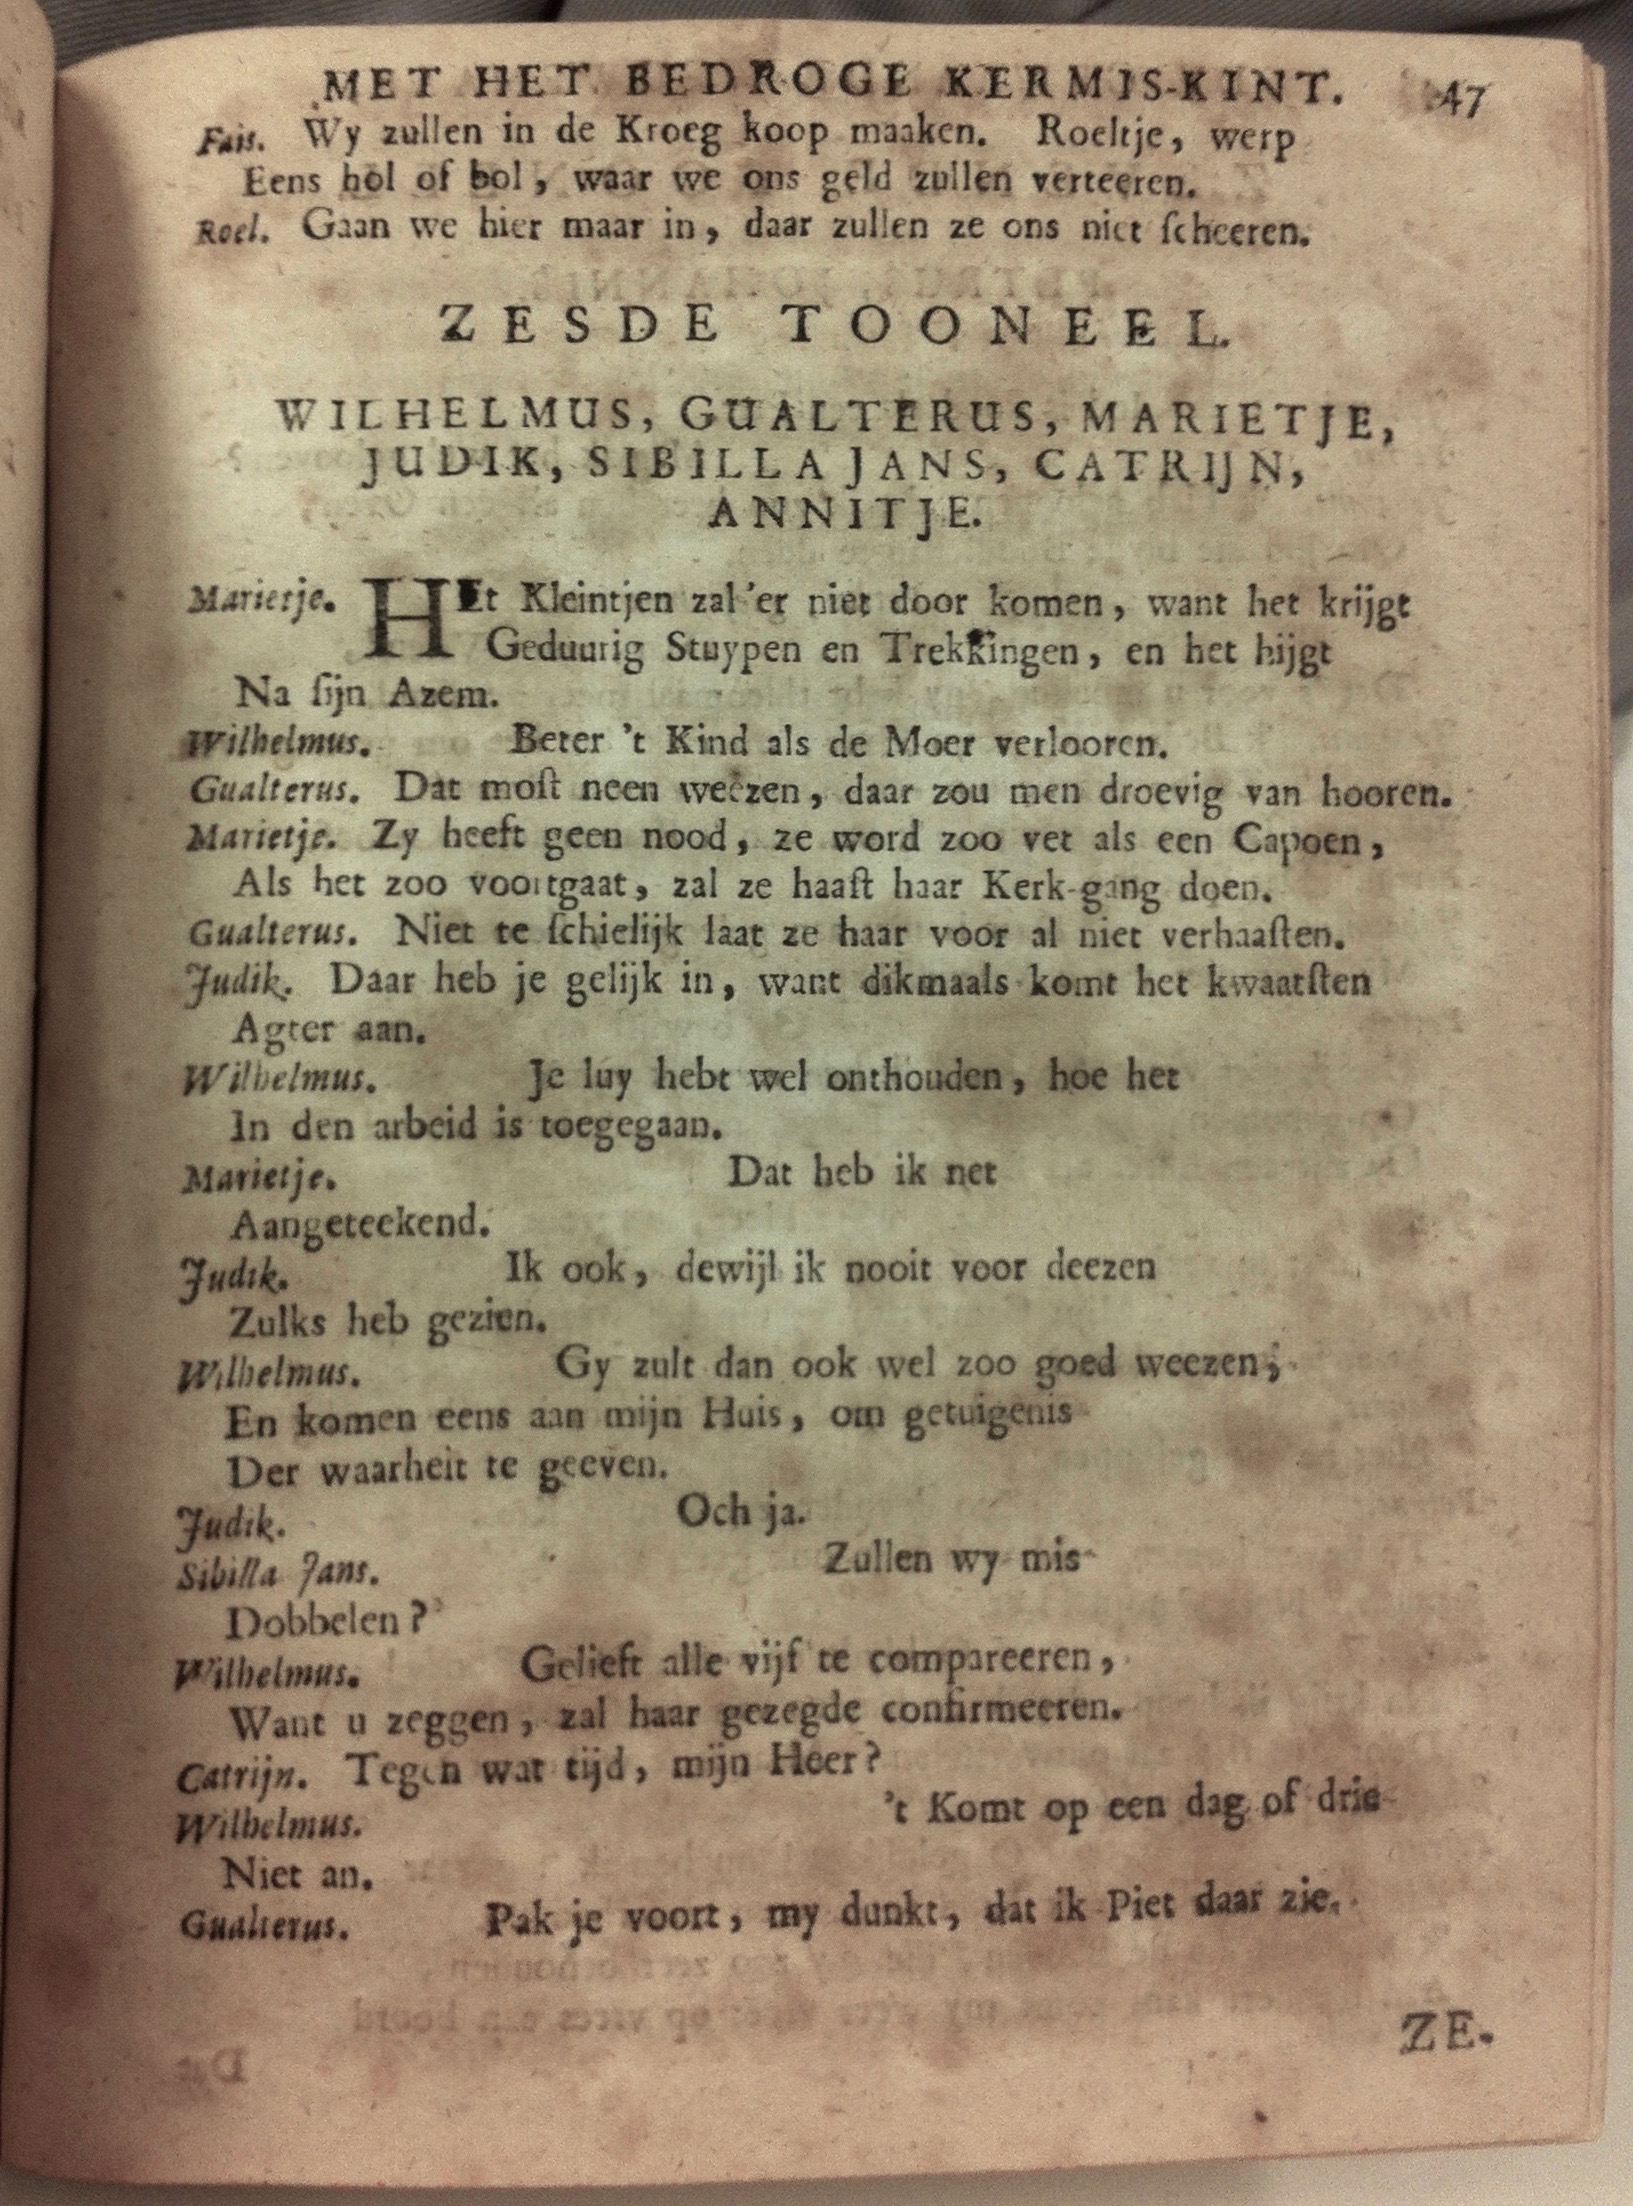 MET HET BEDROGE KERMIS-KINT. 47
Fais. Wy zullen in de Kroeg koop maaken. Roeltje, werp
Eens hol of bol, waar we ons geld zullen verteeren.
Roel. Gaan we hier maar in, daar zullen ze ons niet ſcheeren.
ZESDE TOONEEL.
WILHELMUS, GUALTERUS, MARIETJE,
JUDIK, SIBILLA JANS, CATRIJN,
ANNITJE.
Marietje. HEt Kleintjen zal 'er niet door komen, want het krijgt
Geduurig Stuypen en Trekkingen, en het hijgt
Na ſijn Azem.
Wilhelmus. Beter 't Kind als de Moer verlooren.
Gualterus. Dat moſt neen weezen, daar zou men droevig van hooren.
Marietje. Zy heeft geen nood, ze word zoo vet als een Capoen,
Als het zoo voortgaat, zal ze haaſt haar Kerk-gang doen.
Gualterus. Niet te ſchielijk laat ze haar voor al niet verhaaſten.
Judik. Daar heb je gelijk in, want dikmaals komt het kwaatſten
Agter aan.
Wilhelmus. Je luy hebt wel onthouden, hoe het
In den arbeid is toegegaan.
Marietje. Dat heb ik net
Aangeteekend.
Judik. Ik ook, dewijl ik nooit voor deezen
Zulks heb gezien.
Wilhelmus. Gy zult dan ook wel zoo goed weezen;
En komen eens aan mijn Huis, om getuigenis
Der waarheit te geeven.
Judik. Och ja.
Sibilla Jans. Zullen wy mis
Dobbelen?
Wilhelmus. Gelieft alle vijf te compareeren,
Want u zeggen, zal haar gezegde confirmeeren.
Catrijn. Tegen wat tijd, mijn Heer?
Wilhelmus. 't Komt op een dag of drie
Niet an.
Gualterus. Pak je voort, my dunkt, dat ik Piet daar zie.
ZE.